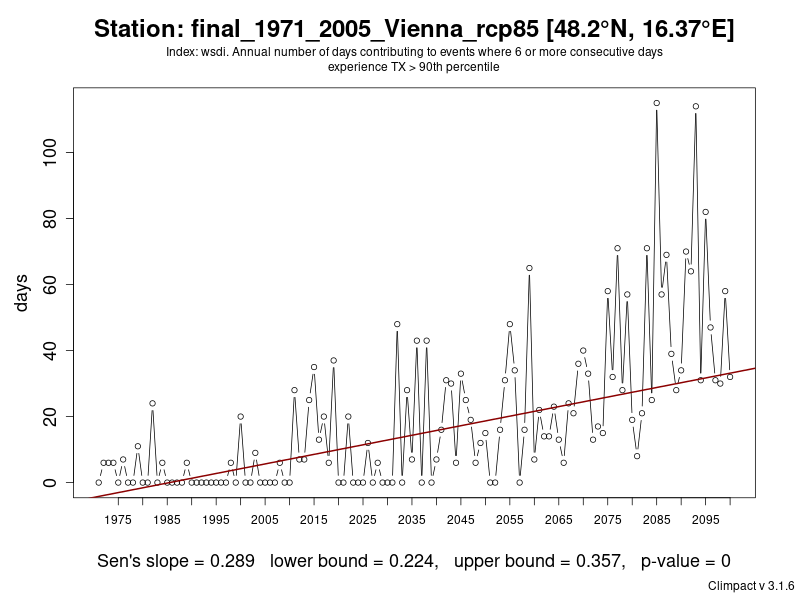 Station: final_1971_2005_Vienna_rcp85 [48.2°N, 16.37°E]
Index: wsdi. Annual number of days contributing to events where 6 or more consecutive days
experience TX > 90th percentile
100
80
60
40
20
0
days
1975 1985 1995 2005 2015 2025 2035 2045 2055 2065 2075 2085 2095
Sen's slope = 0.289 lower bound = 0.224, upper bound = 0.357, p-value = 0
Climpact v 3.1.6